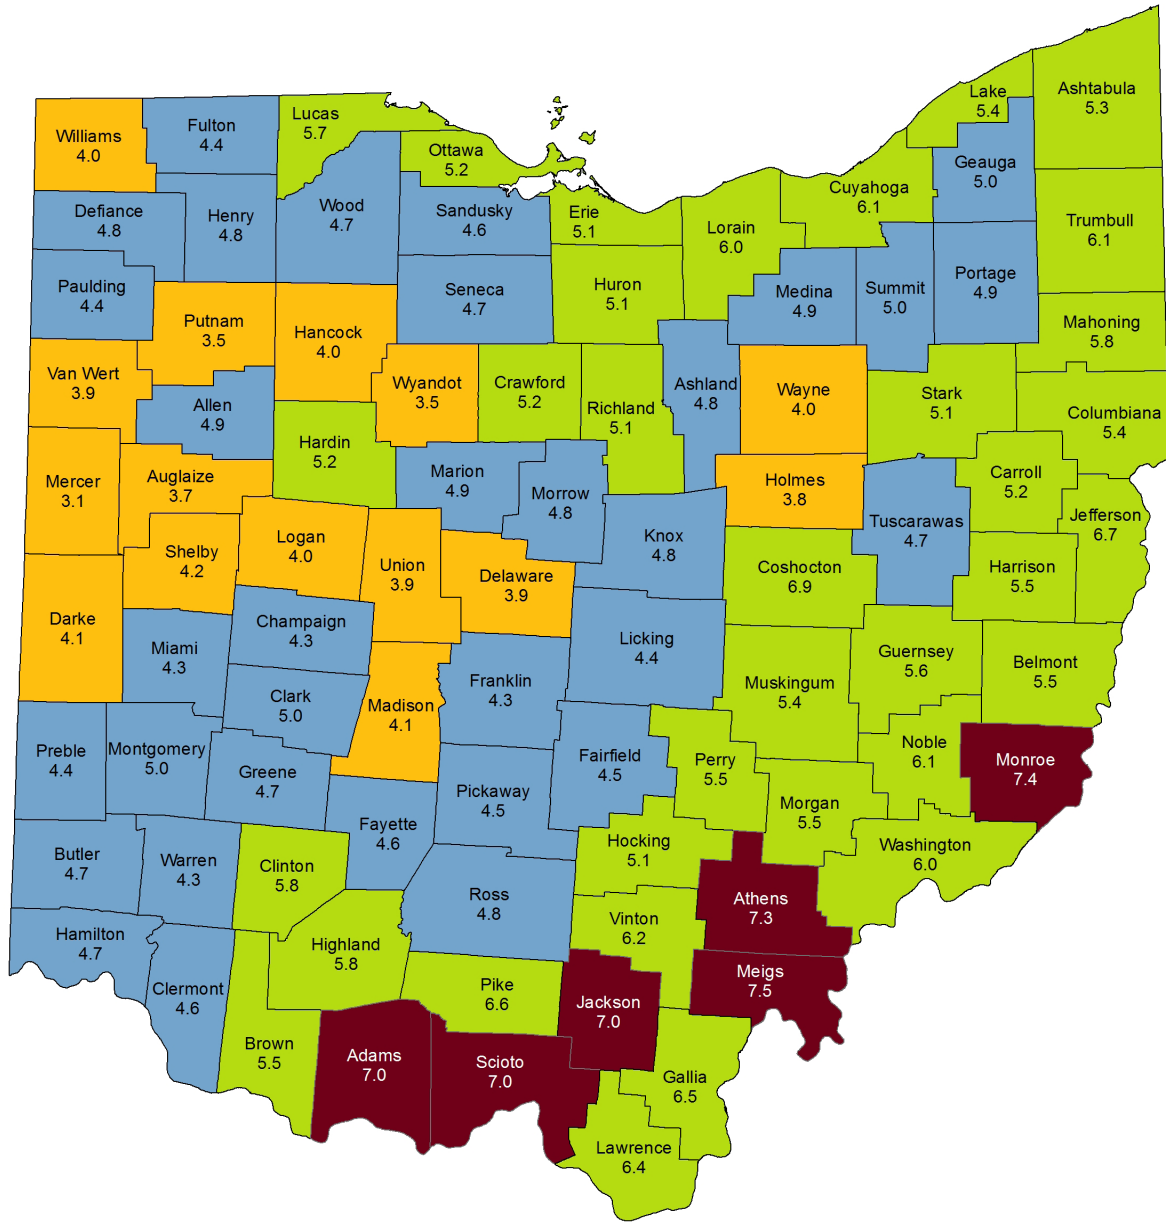 Ashtabula
5.3
Lake
5.4
Lucas
5.7
Fulton
4.4
Williams
4.0
Ottawa
5.2
Geauga
5.0
Cuyahoga
6.1
Defiance
4.8
Henry
4.8
Wood
4.7
Sandusky
4.6
Erie
5.1
Lorain
6.0
Trumbull
6.1
Paulding
4.4
Seneca
4.7
Huron
5.1
Medina
4.9
Summit
5.0
Portage
4.9
Putnam
3.5
Hancock
4.0
Mahoning
5.8
Van Wert
3.9
Allen
4.9
Wyandot
3.5
Crawford
5.2
Richland
5.1
Ashland
4.8
Wayne
4.0
Stark
5.1
Columbiana
5.4
Hardin
5.2
Mercer
3.1
Auglaize
3.7
Marion
4.9
Morrow
4.8
Holmes
3.8
Carroll
5.2
Tuscarawas
4.7
Jefferson
6.7
Shelby
4.2
Logan
4.0
Union
3.9
Delaware
3.9
Knox
4.8
Coshocton
6.9
Harrison
5.5
Darke
4.1
Miami
4.3
Champaign
4.3
Licking
4.4
Guernsey
5.6
Belmont
5.5
Clark
5.0
Madison
4.1
Franklin
4.3
Muskingum
5.4
Preble
4.4
Montgomery
5.0
Greene
4.7
Fairfield
4.5
Perry
5.5
Noble
6.1
Monroe
7.4
Pickaway
4.5
Morgan
5.5
Fayette
4.6
Butler
4.7
Warren
4.3
Clinton
5.8
Hocking
5.1
Washington
6.0
Ross
4.8
Athens
7.3
Hamilton
4.7
Highland
5.8
Vinton
6.2
Clermont
4.6
Pike
6.6
Jackson
7.0
Meigs
7.5
Brown
5.5
Adams
7.0
Scioto
7.0
Gallia
6.5
Lawrence
6.4